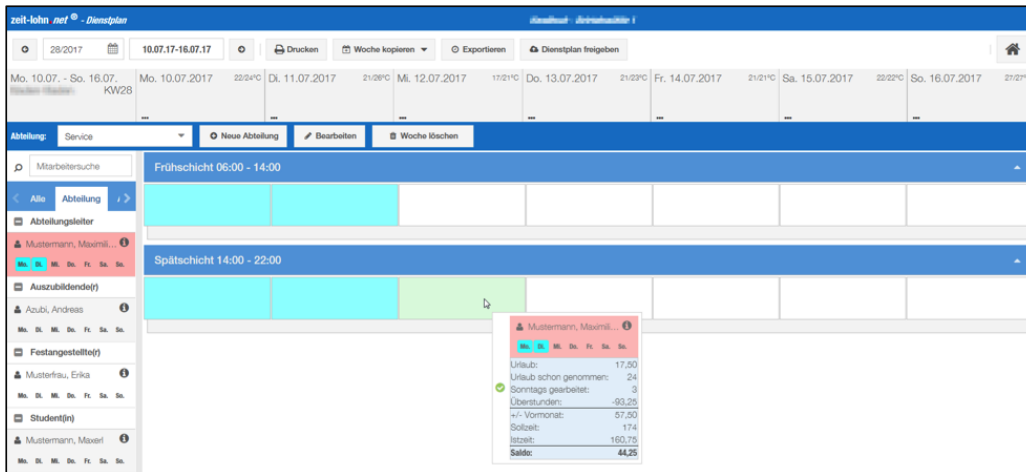 zeit-lohn.net ® - Dienstplan
28/2017 10.07.17-16.07.17 Drucken Woche kopieren Exportieren Dienstplan freigeben
Mo. 10.07. - So. 16.07. Mo. 10.07.2017 22/24°C Di. 11.07.2017 21/26°C Mi. 12.07.2017 17/21°C Do. 13.07.2017 21/23°C Fr. 14.07.2017 21/21°C Sa. 15.07.2017 22/22°C So. 16.07.2017 27/27°
KW28
... ... ... ... ... ... ...
Abteilung: Service Neue Abteilung Bearbeiten Woche löschen
Mitarbeitersuche
Frühschicht 06:00 - 14:00
Alle Abteilung
Abteilungsleiter
Mustermann, Maximili...
Mo. Di. Mi. Do. Fr. Sa. So.
Spätschicht 14:00 - 22:00
Auszubildende(r)
Azubi, Andreas
Mo. Di. Mi. Do. Fr. Sa. So.
Festangestellte(r)
Musterfrau, Erika
Mo. Di. Mi. Do. Fr. Sa. So.
Student(in)
Mustermann, Maxerl
Mo. Di. Mi. Do. Fr. Sa. So.
Mustermann, Maximili...
Mo. Di. Mi. Do. Fr. Sa. So.
Urlaub: 17,50
Urlaub schon genommen: 24
Sonntags gearbeitet: 3
Überstunden: -93,25
+/- Vormonat: 57,50
Sollzeit: 174
Istzeit: 160,75
Saldo: 44,25